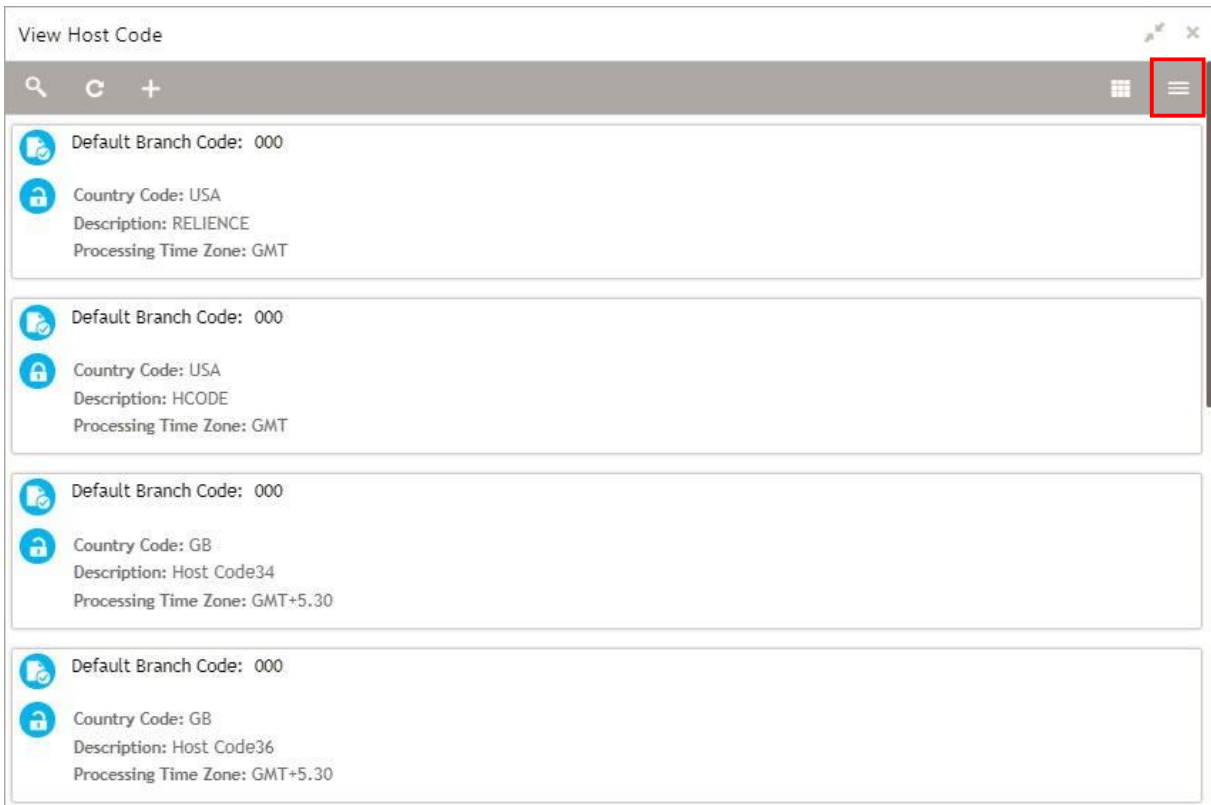 View Host Code
Default Branch Code: 000
Country Code: USA
Description: RELIENCE
Processing Time Zone: GMT
Default Branch Code: 000
Country Code: USA
Description: HCODE
Processing Time Zone: GMT
Default Branch Code: 000
Country Code: GB
Description: Host Code34
Processing Time Zone: GMT+5.30
Default Branch Code: 000
Country Code: GB
Description: Host Code36
Processing Time Zone: GMT+5.30